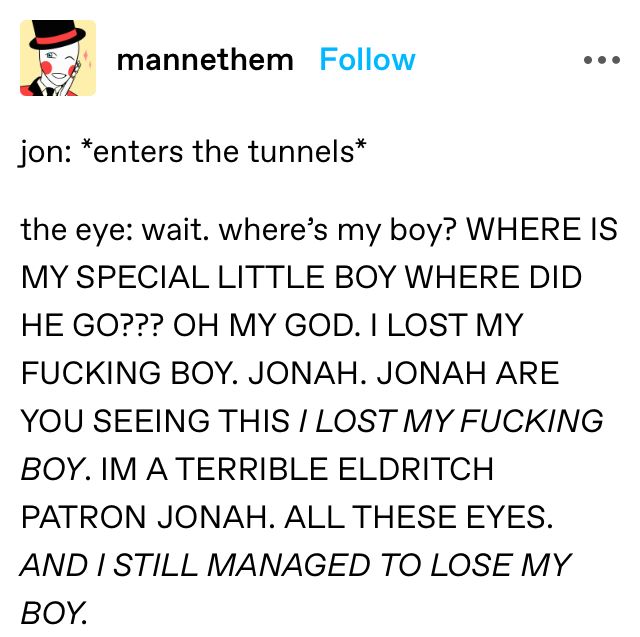 mannethem Follow
jon: *enters the tunnels*
the eye: wait. where’s my boy? WHERE IS
MY SPECIAL LITTLE BOY WHERE DID
HE GO??? OH MY GOD. I LOST MY
FUCKING BOY. JONAH. JONAH ARE
YOU SEEING THIS I LOST MY FUCKING
BOY. IM A TERRIBLE ELDRITCH
PATRON JONAH. ALL THESE EYES.
AND I STILL MANAGED TO LOSE MY
BOY.